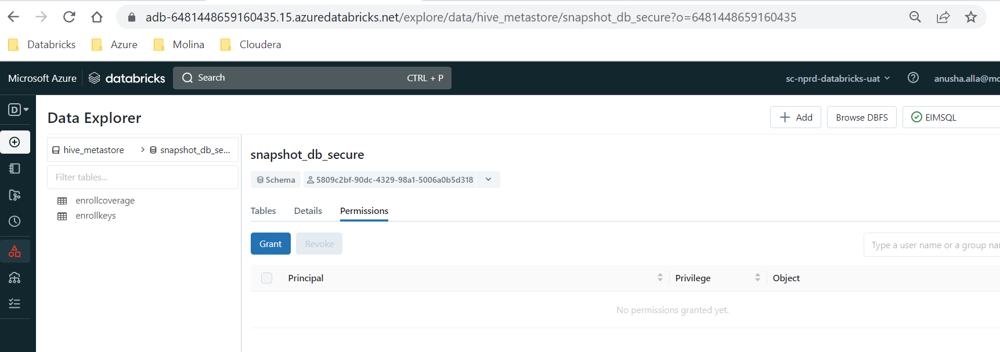 adb-6481448659160435.15.azuredatabricks.net/explore/data/hive_metastore/snapshot_db_secure?o=6481448659160435
Databricks Azure Molina Cloudera
Microsoft Azure databricks Search CTRL + P sc-nprd-databricks-uat ? anusha.alla@mo
D
Data Explorer + Add Browse DBFS EIMSQL
hive_metastore > snapshot_db_se...
snapshot_db_secure
Filter tables...
Schema 5809c2bf-90dc-4329-98a1-5006a0b5d318
enrollcoverage
enrollkeys
Tables Details Permissions
Grant Revoke Type a user name or a group nar
Principal Privilege Object
No permissions granted yet.